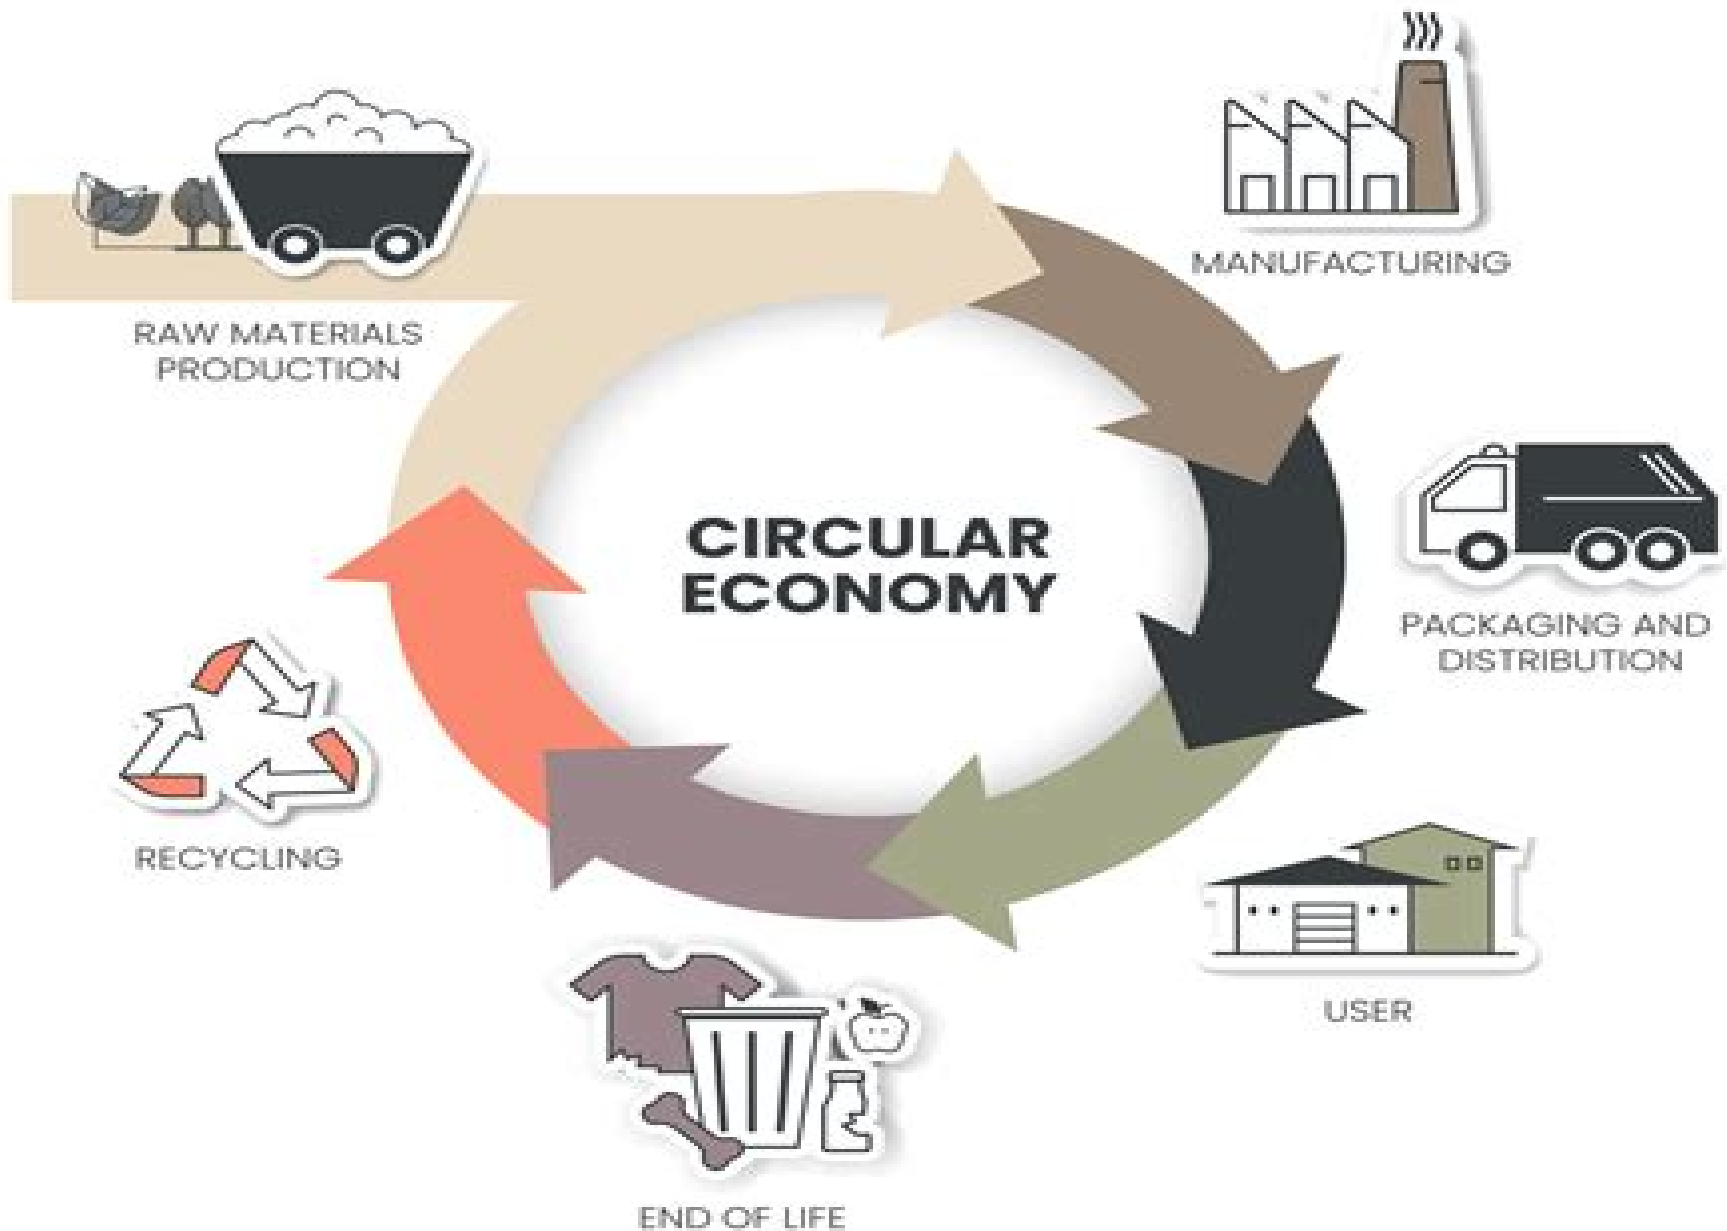 MANUFACTURING
RAW MATERIALS
PRODUCTION
CIRCULAR
ECONOMY
PACKAGING AND
DISTRIBUTION
RECYCLING
USER
END OF LIFE